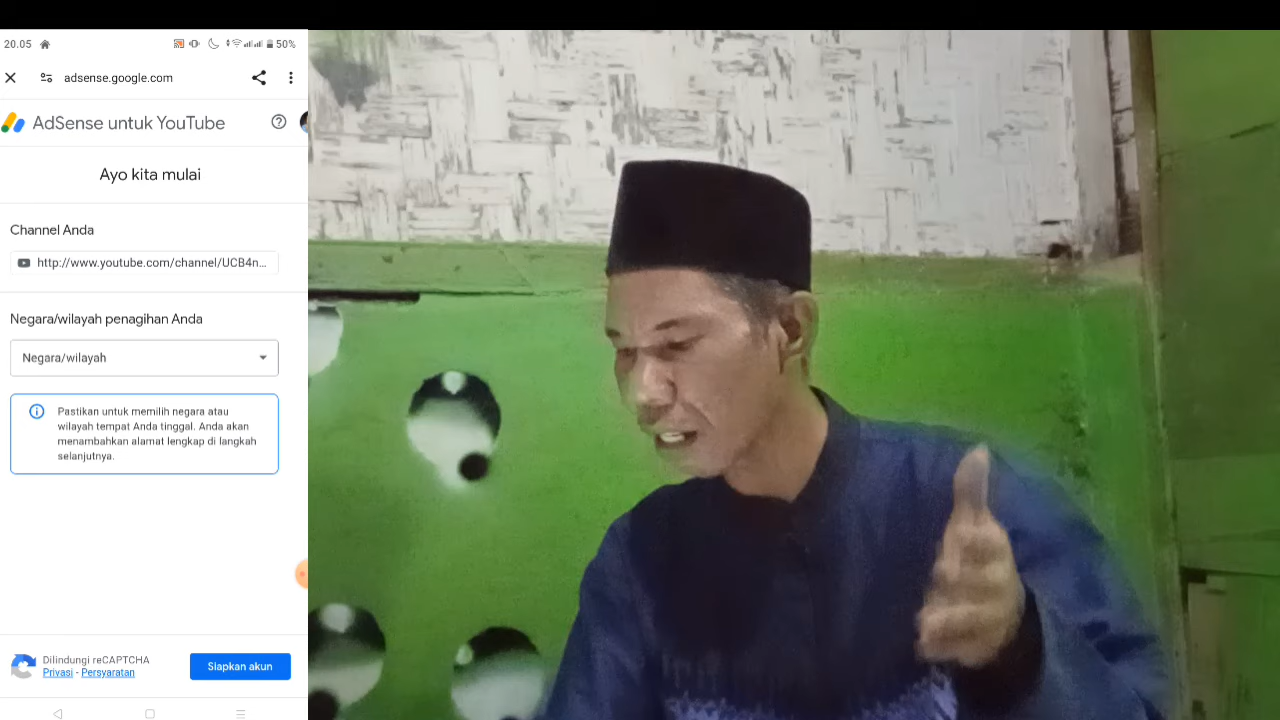 20.05
50%
adsense.google.com
AdSense untuk YouTube
Ayo kita mulai
Channel Anda
http://www.youtube.com/channel/UCB4n...
Negara/wilayah penagihan Anda
Negara/wilayah
Pastikan untuk memilih negara atau
wilayah tempat Anda tinggal. Anda akan
menambahkan alamat lengkap di langkah
selanjutnya.
Dilindungi reCAPTCHA
Privasi - Persyaratan
Siapkan akun